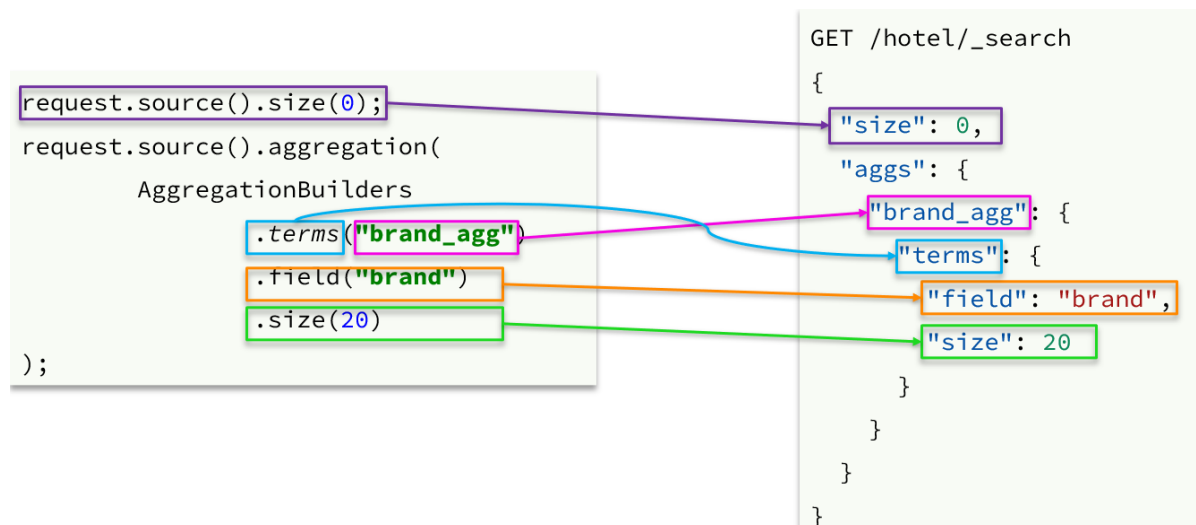 request.source().size(0);
request.source().aggregation(
AggregationBuilders
.terms("brand_agg")
.field("brand")
.size(20)
);
GET /hotel/_search
{
"size": 0,
"aggs": {
"brand_agg": {
"terms": {
"field": "brand",
"size": 20
}
}
}
}